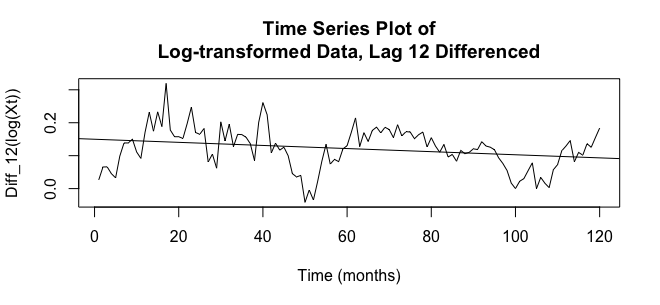 Time Series Plot of
Log-transformed Data, Lag 12 Differenced
Diff_12(log(Xt))
0.2
0.0
0 20 40 60 80 100 120
Time (months)